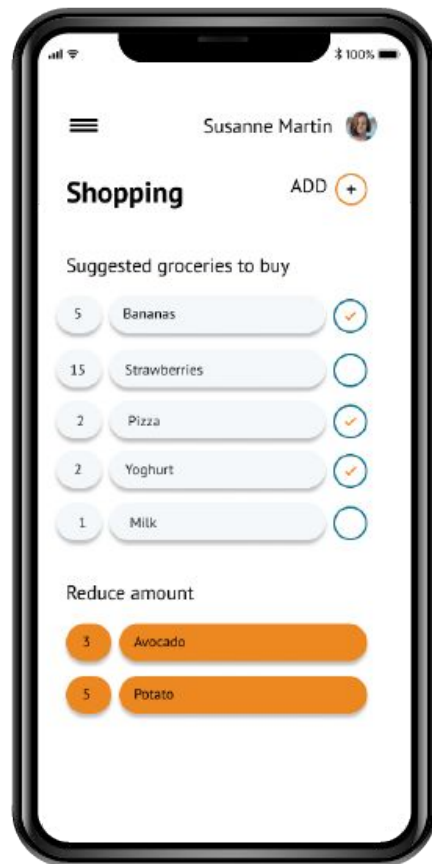 100%
Susanne Martin
Shopping
ADD +
Suggested groceries to buy
5 Bananas
15 Strawberries
2 Pizza
2 Yoghurt
1 Milk
Reduce amount
3 Avocado
5 Potato